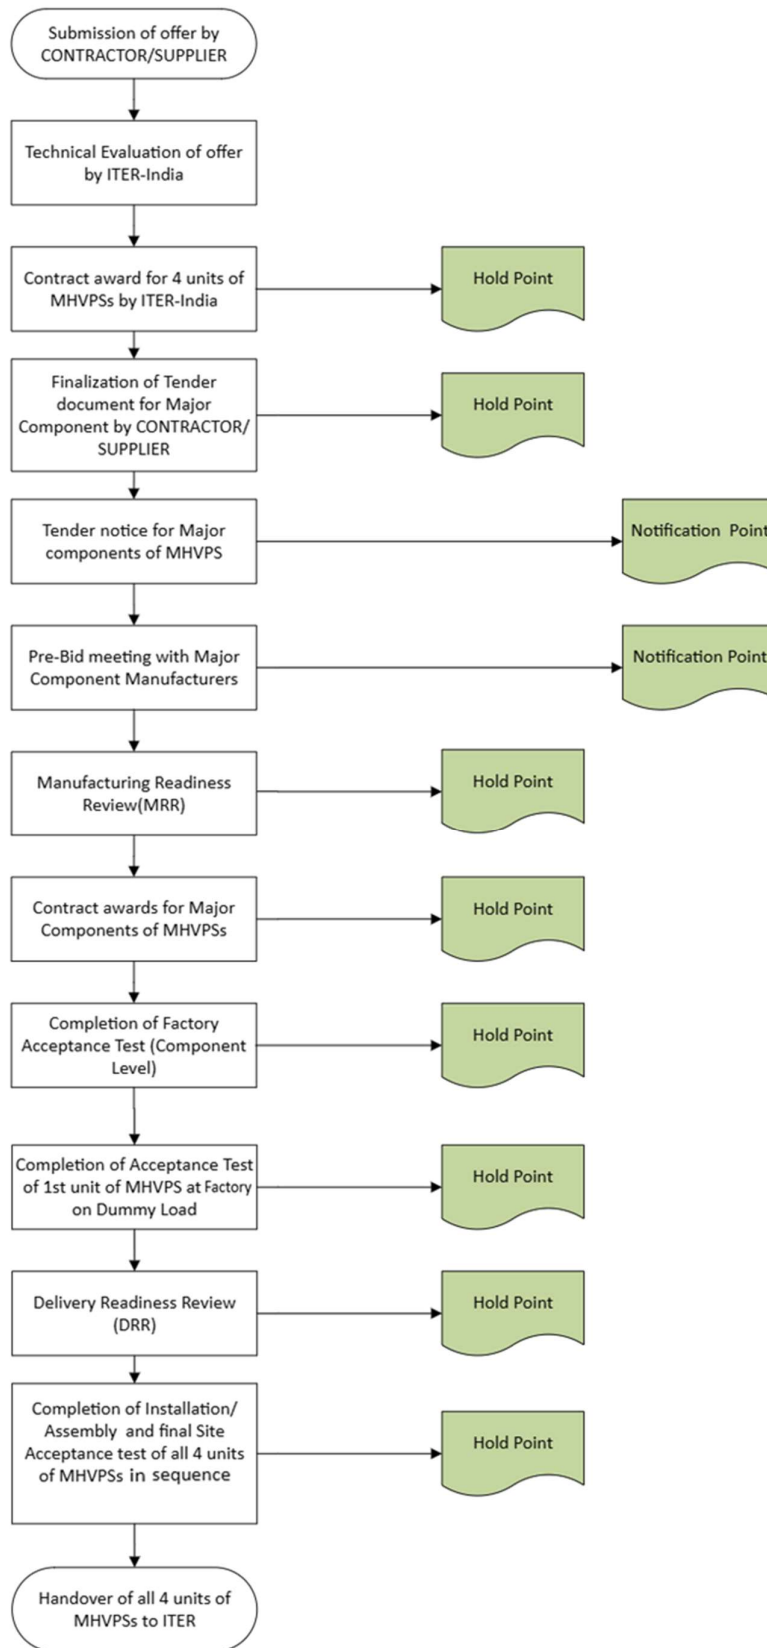 Submission of offer by
CONTRACTOR/SUPPLIER
Technical Evaluation of offer
by ITER-India
Contract award for 4 units of
MHVPSs by ITER-India
Hold Point
Finalization of Tender
document for Major
Component by CONTRACTOR/
SUPPLIER
Hold Point
Tender notice for Major
components of MHVPS
Notification Point
Pre-Bid meeting with Major
Component Manufacturers
Notification Point
Manufacturing Readiness
Review(MRR)
Hold Point
Contract awards for Major
Components of MHVPSs
Hold Point
Completion of Factory
Acceptance Test (Component
Level)
Hold Point
Completion of Acceptance Test
of 1st unit of MHVPS at Factory
on Dummy Load
Hold Point
Delivery Readiness Review
(DRR)
Hold Point
Completion of Installation/
Assembly and final Site
Acceptance test of all 4 units
of MHVPSs in sequence
Hold Point
Handover of all 4 units of
MHVPSs to ITER